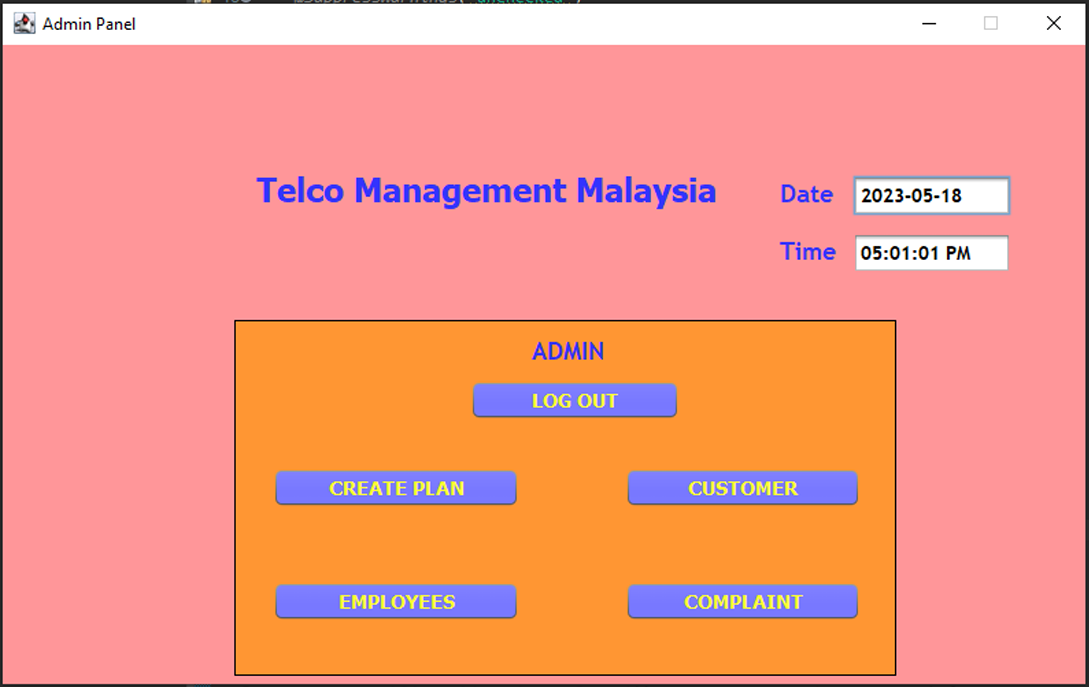 Admin Panel
Telco Management Malaysia
Date 2023-05-18
Time 05:01:01 PM
ADMIN
LOG OUT
CREATE PLAN CUSTOMER
EMPLOYEES COMPLAINT